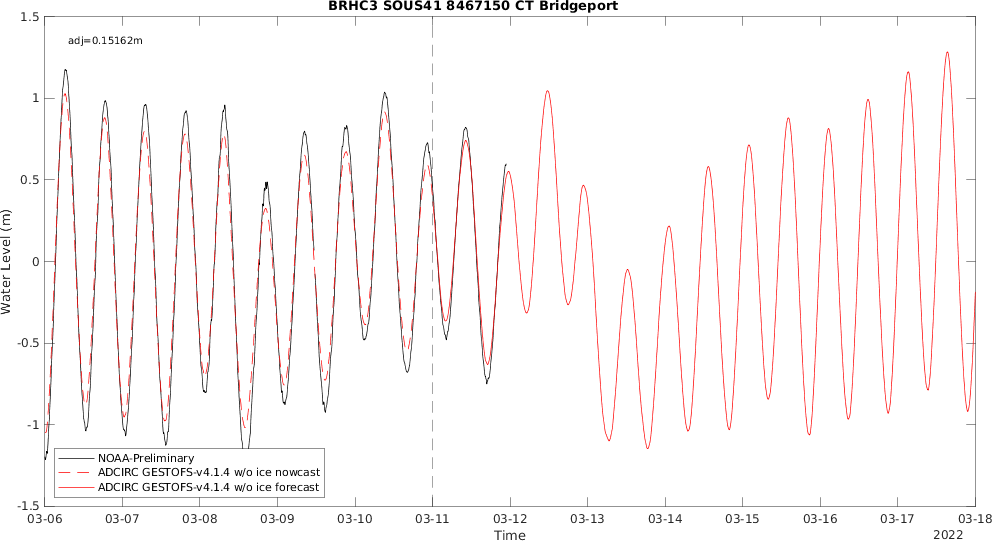 BRHC3 SOUS41 8467150 CT Bridgeport
adj=0.15162m
1.5
1
0.5
0
-0.5
-1
-1.5
Water Level (m)
NOAA-Preliminary
ADCIRC GESTOFS-v4.1.4 w/o ice nowcast
ADCIRC GESTOFS-v4.1.4 w/o ice forecast
03-06 03-07 03-08 03-09 03-10 03-11 03-12 03-13 03-14 03-15 03-16 03-17 03-18
Time
2022